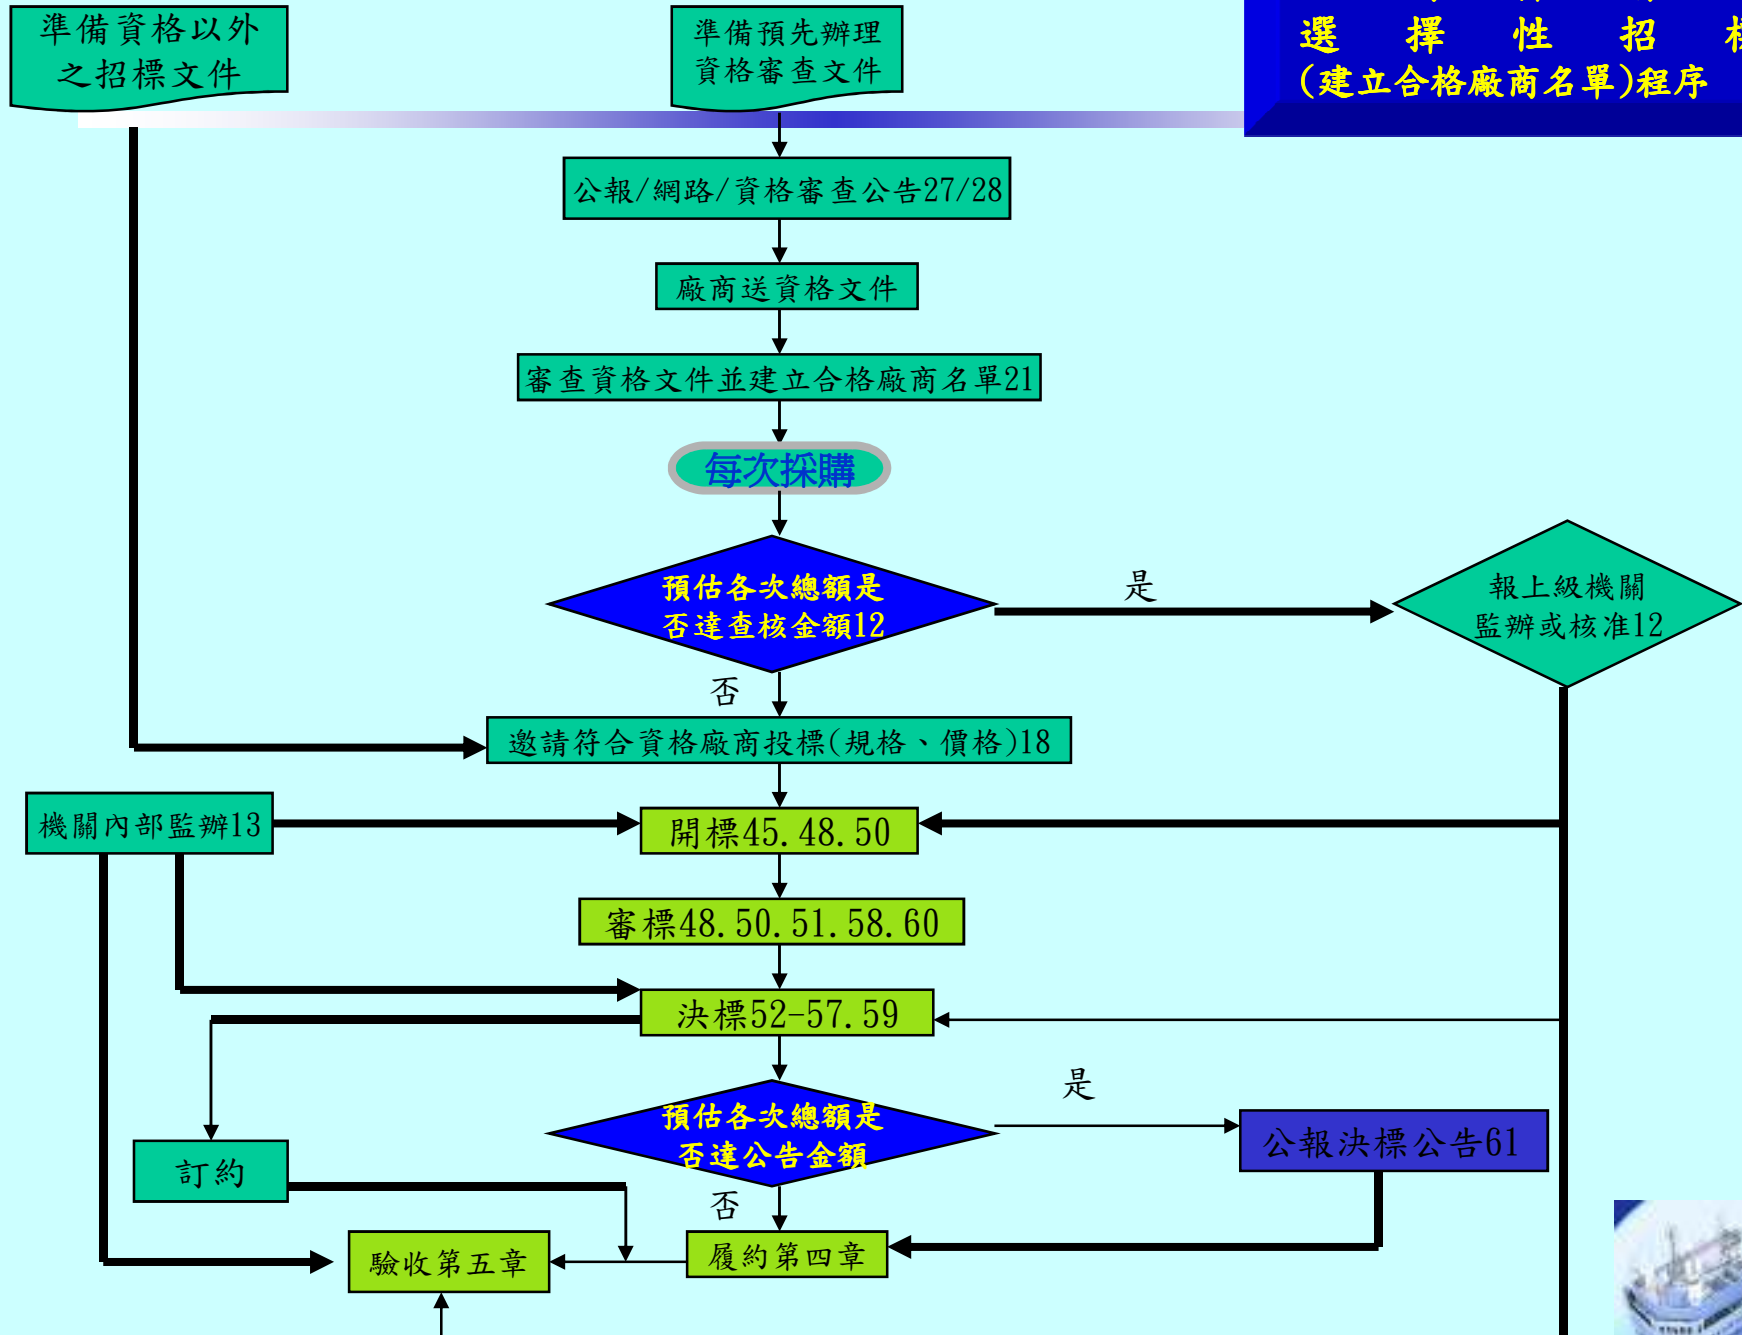 準備資格以外
之招標文件
準備預先辦理
資格審查文件
選擇性招
(建立合格廠商名單)程序
公報/網路/資格審查公告27/28
廠商送資格文件
審查資格文件並建立合格廠商名單21
每次採購
預估各次總額是
否達查核金額12
是
報上級機關
監辦或核准12
否
邀請符合資格廠商投標(規格、價格)18
機關內部監辦13
開標45.48.50
審標48.50.51.58.60
決標52-57.59
預估各次總額是
否達公告金額
是
公報決標公告61
訂約
否
驗收第五章
履約第四章